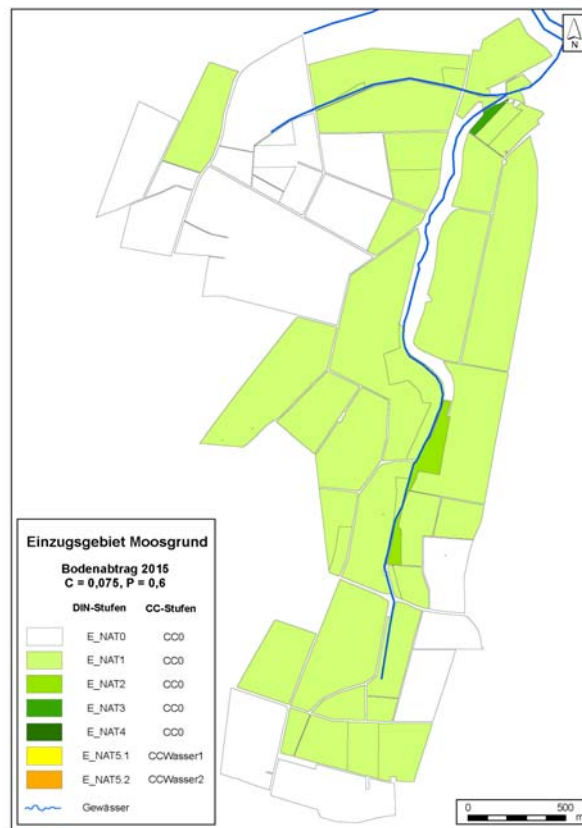 N
Einzugsgebiet Moosgrund
Bodenabtrag 2015
C = 0,075, P = 0,6
DIN-Stufen CC-Stufen
E_NAT0 CC0
E_NAT1 CC0
E_NAT2 CC0
E_NAT3 CC0
E_NAT4 CC0
E_NAT5.1 CCWasser1
E_NAT5.2 CCWasser2
Gewässer
0 500
m